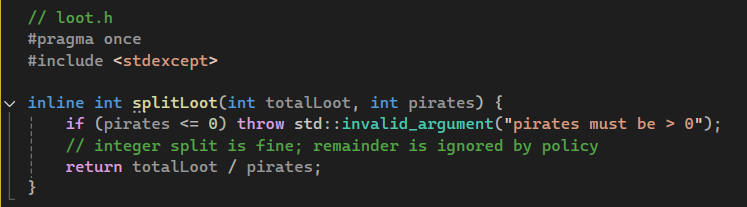 // loot.h
#pragma once
#include <stdexcept>
inline int splitLoot(int totalLoot, int pirates) {
if (pirates <= 0) throw std::invalid_argument("pirates must be > 0");
// integer split is fine; remainder is ignored by policy
return totalLoot / pirates;
}